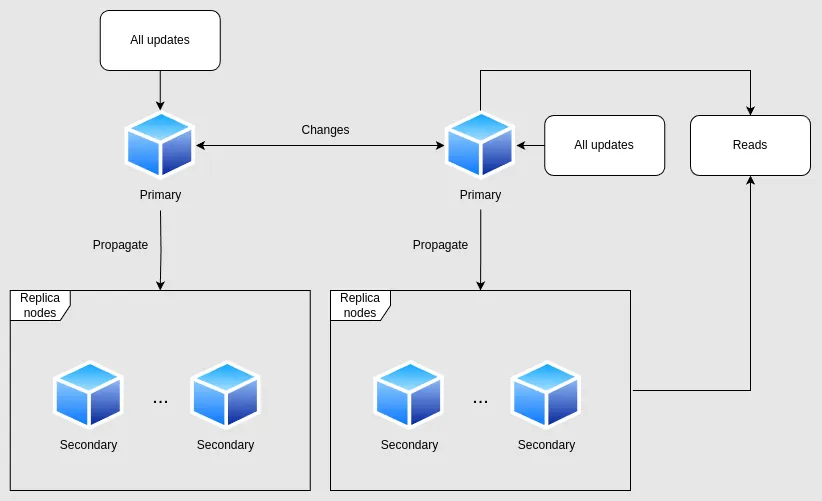 All updates
Changes
All updates
Reads
Primary
Primary
Propagate
Propagate
Replica
nodes
Replica
nodes
...
...
Secondary
Secondary
Secondary
Secondary